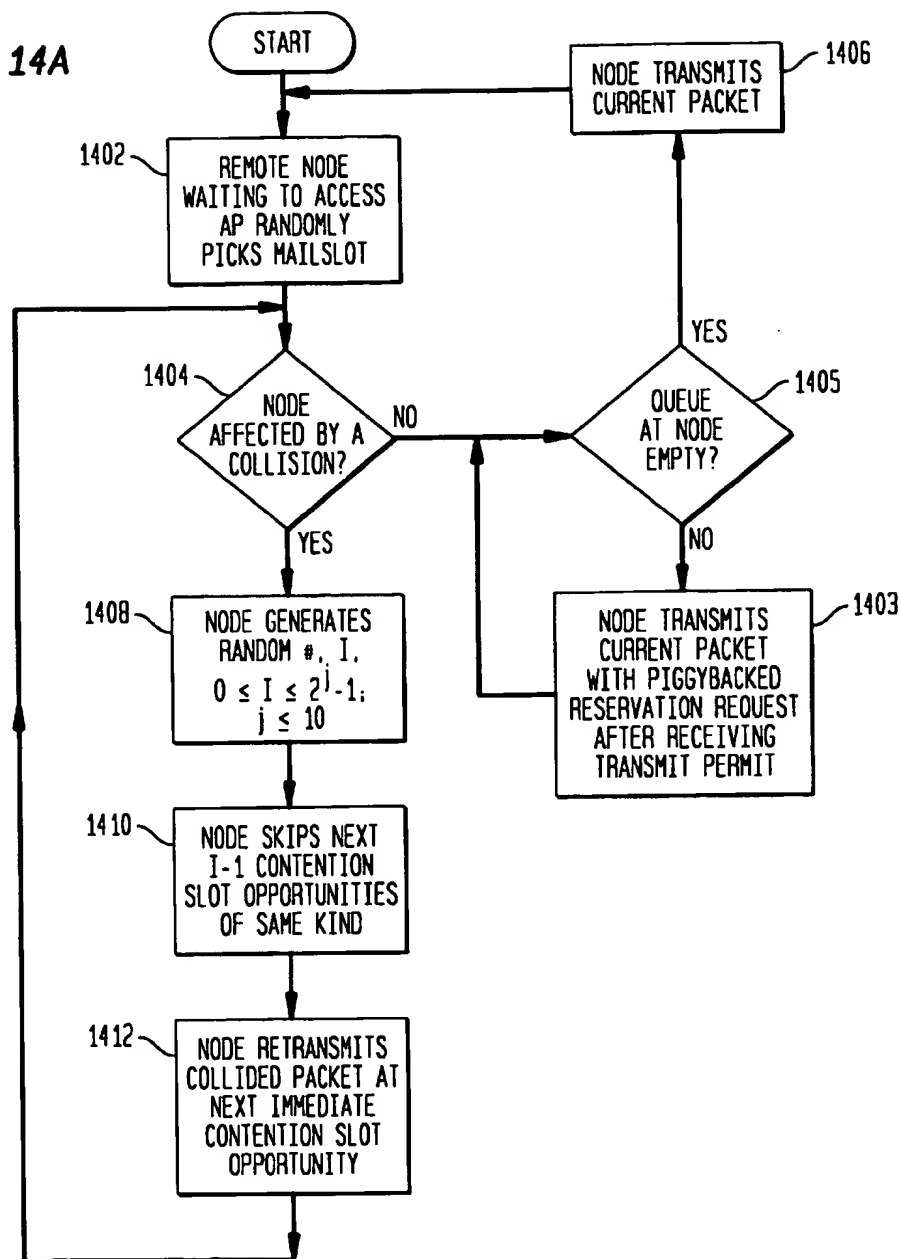 14A
START
1406
NODE TRANSMITS
CURRENT PACKET
1402
REMOTE NODE
WAITING TO ACCESS
AP RANDOMLY
PICKS MAILSLOT
1404
NODE
AFFECTED BY A
COLLISION?
NO
YES
1405
QUEUE
AT NODE
EMPTY?
YES
NO
1408
NODE GENERATES
RANDOM #, I,
0 ≤ I ≤ 2^j-1;
j ≤ 10
1403
NODE TRANSMITS
CURRENT PACKET
WITH PIGGYBACKED
RESERVATION REQUEST
AFTER RECEIVING
TRANSMIT PERMIT
1410
NODE SKIPS NEXT
I-1 CONTENTION
SLOT OPPORTUNITIES
OF SAME KIND
1412
NODE RETRANSMITS
COLLIDED PACKET AT
NEXT IMMEDIATE
CONTENTION SLOT
OPPORTUNITY